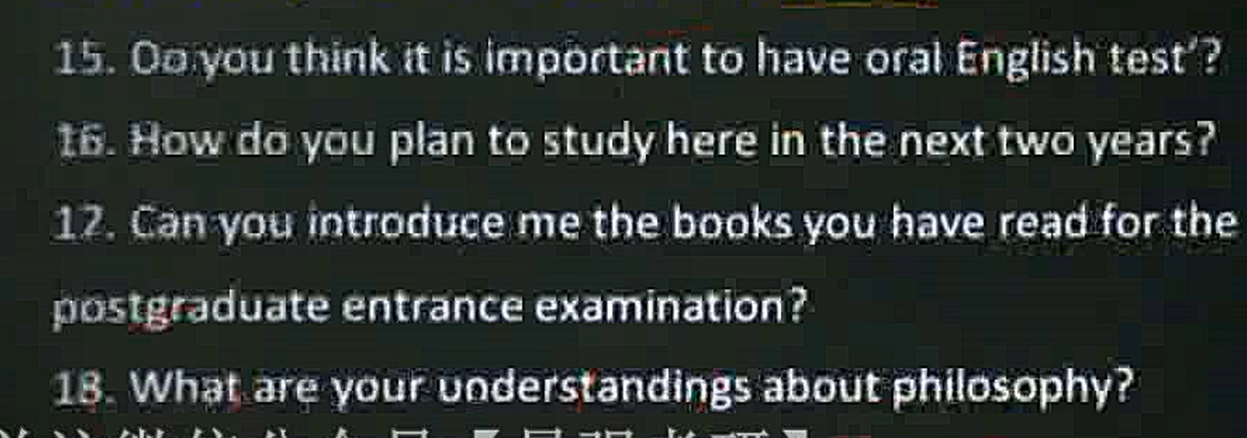 15. Do you think it is important to have oral English test'?
16. How do you plan to study here in the next two years?
17. Can you introduce me the books you have read for the
postgraduate entrance examination?
18. What are your understandings about philosophy?